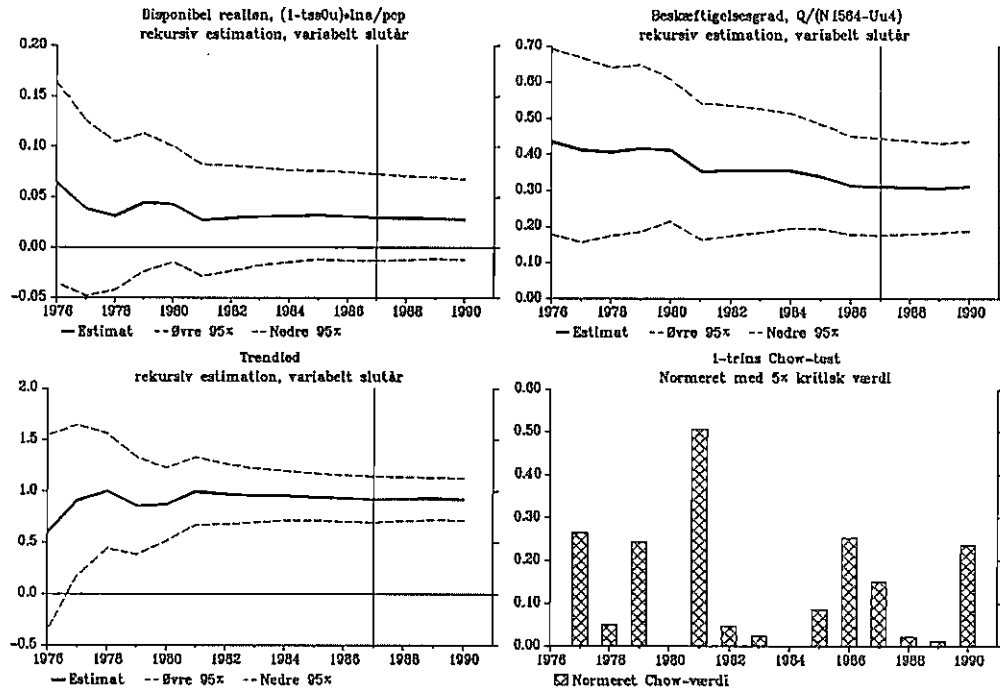 Disponibel realløn, (1-tss0u)•lna/pcp
rekursiv estimation, variabelt slutår
0.20
0.15
0.10
0.05
0.00
-0.05
1976 1978 1980 1982 1984 1986 1988 1990
Estimat Øvre 95% Nedre 95%
Beskæftigelsesgrad, Q/(N1564-Uu4)
rekursiv estimation, variabelt slutår
0.70
0.60
0.50
0.40
0.30
0.20
0.10
0.00
1976 1978 1980 1982 1984 1986 1988 1990
Estimat Øvre 95% Nedre 95%
Trendled
rekursiv estimation, variabelt slutår
2.0
1.5
1.0
0.5
0.0
-0.5
1976 1978 1980 1982 1984 1986 1988 1990
Estimat Øvre 95% Nedre 95%
1-trins Chow-test
Normeret med 5% kritisk værdi
0.60
0.50
0.40
0.30
0.20
0.10
0.00
1976 1978 1980 1982 1984 1986 1988 1990
Normeret Chow-værdi